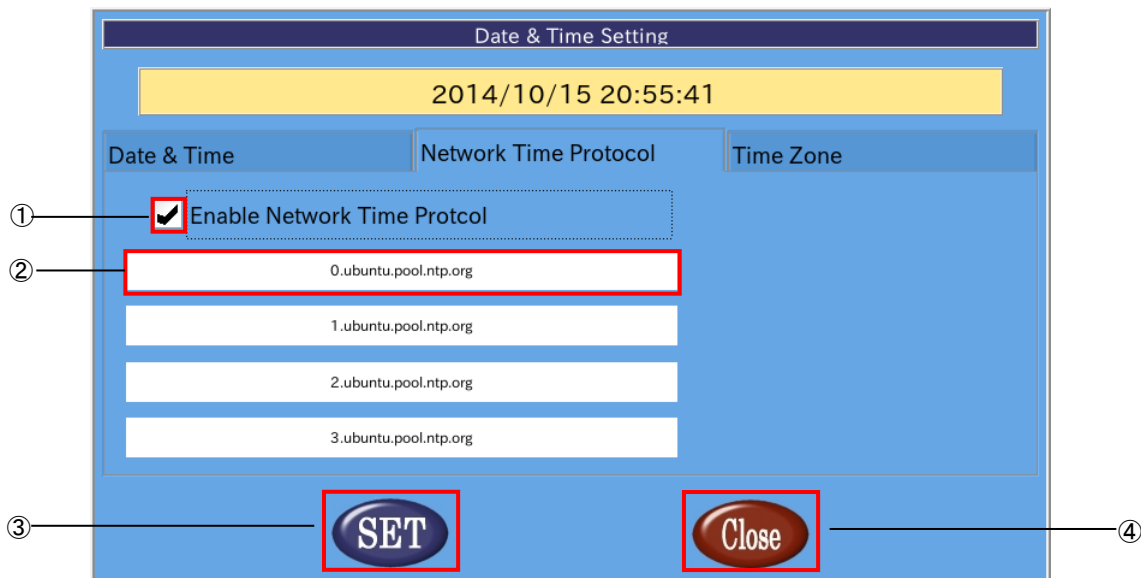 Date & Time Setting
2014/10/15 20:55:41
Date & Time Network Time Protocol Time Zone
① Enable Network Time Protcol
② 0.ubuntu.pool.ntp.org
1.ubuntu.pool.ntp.org
2.ubuntu.pool.ntp.org
3.ubuntu.pool.ntp.org
③ SET Close ④